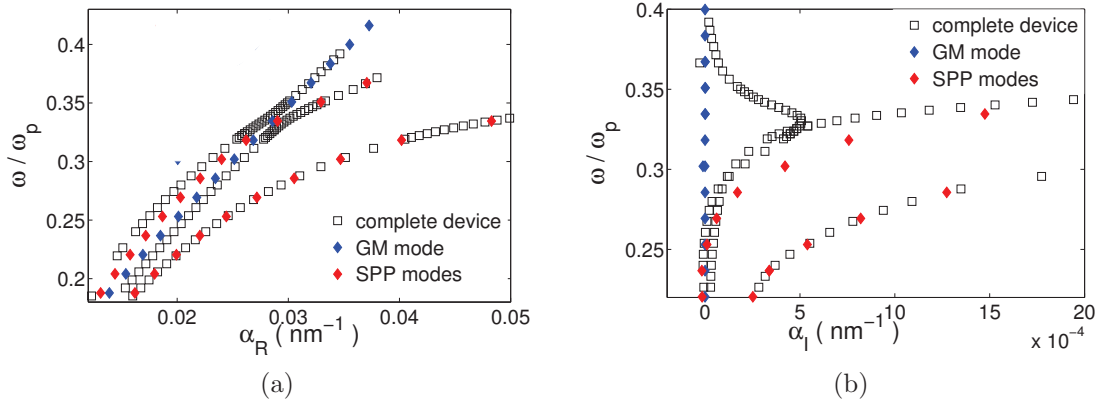 0.4
0.35
0.3
0.25
0.2
ω / ω_p
0.02 0.03 0.04 0.05
α_R ( nm⁻¹ )
complete device
GM mode
SPP modes
(a)
0.4
0.35
0.3
0.25
ω / ω_p
0 5 10 15 20
α_I ( nm⁻¹ )
x 10⁻⁴
complete device
GM mode
SPP modes
(b)